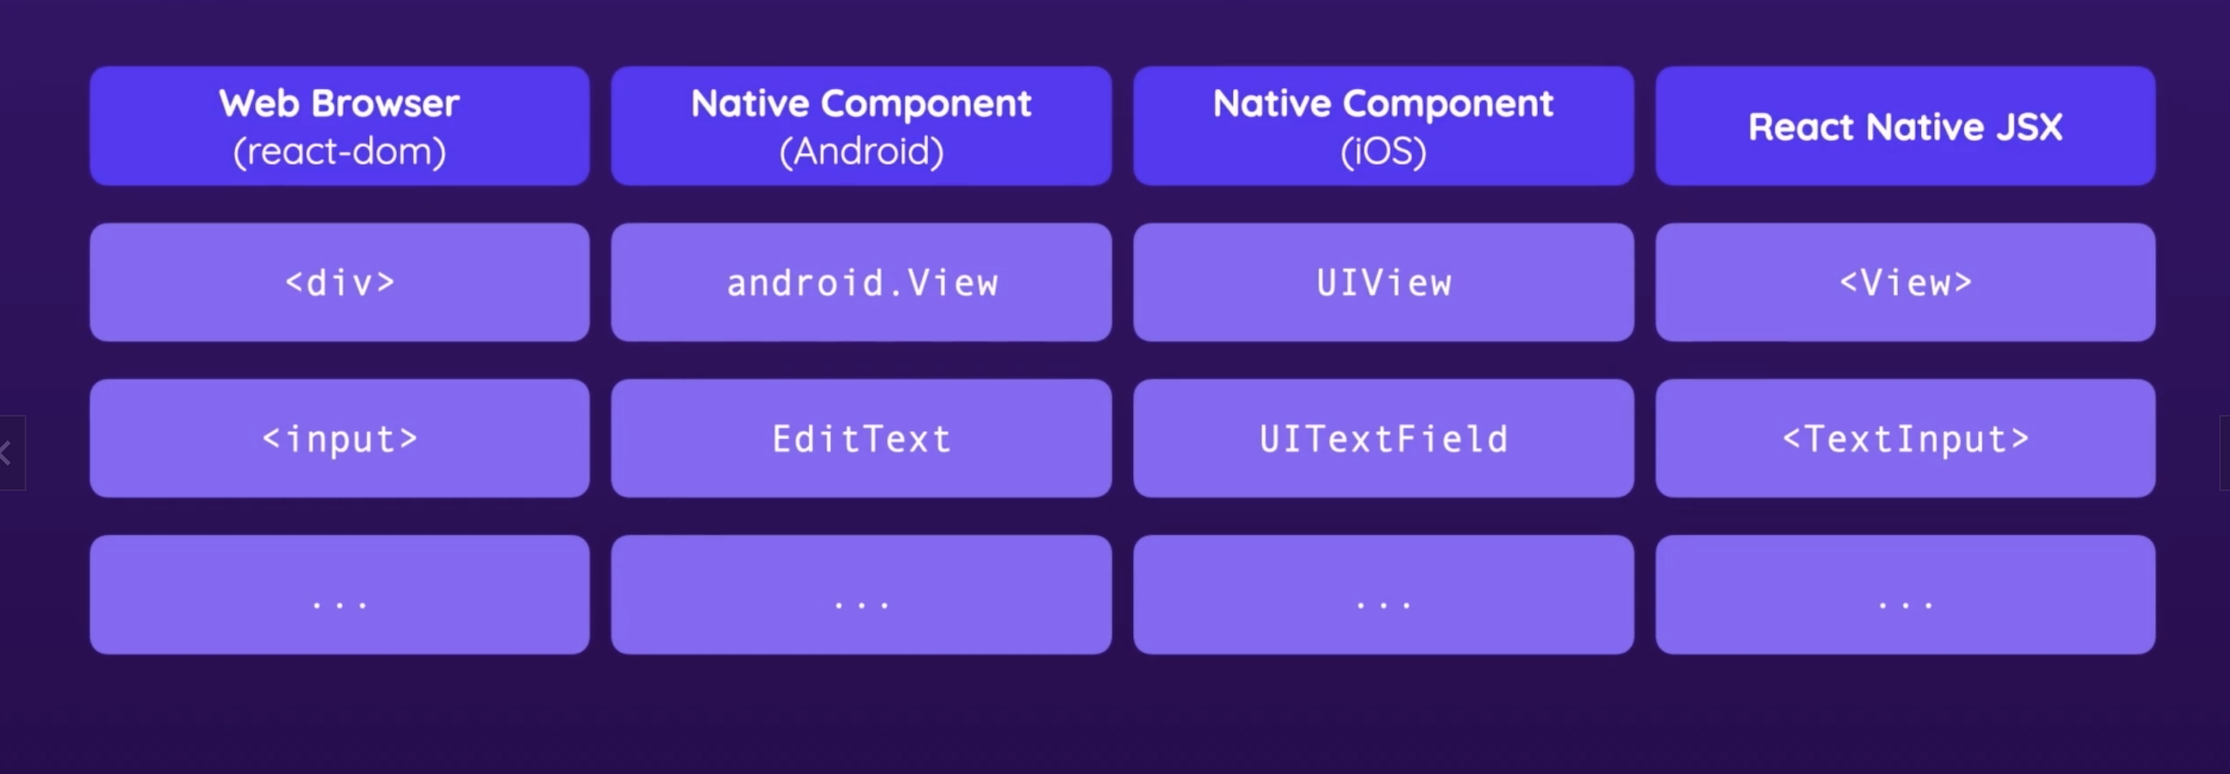 Web Browser
(react-dom)
Native Component
(Android)
Native Component
(iOS)
React Native JSX
<div>
android.View
UIView
<View>
<input>
EditText
UITextField
<TextInput>
...
...
...
...